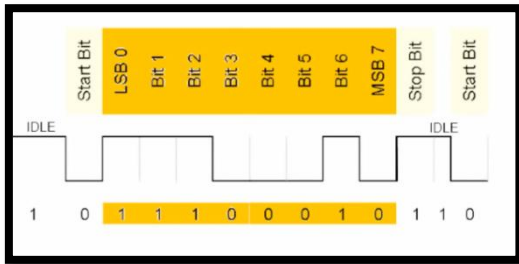 Start Bit LSB 0 Bit 1 Bit 2 Bit 3 Bit 4 Bit 5 Bit 6 MSB 7 Stop Bit Start Bit
IDLE IDLE
1 0 1 1 1 0 0 0 1 0 1 1 0